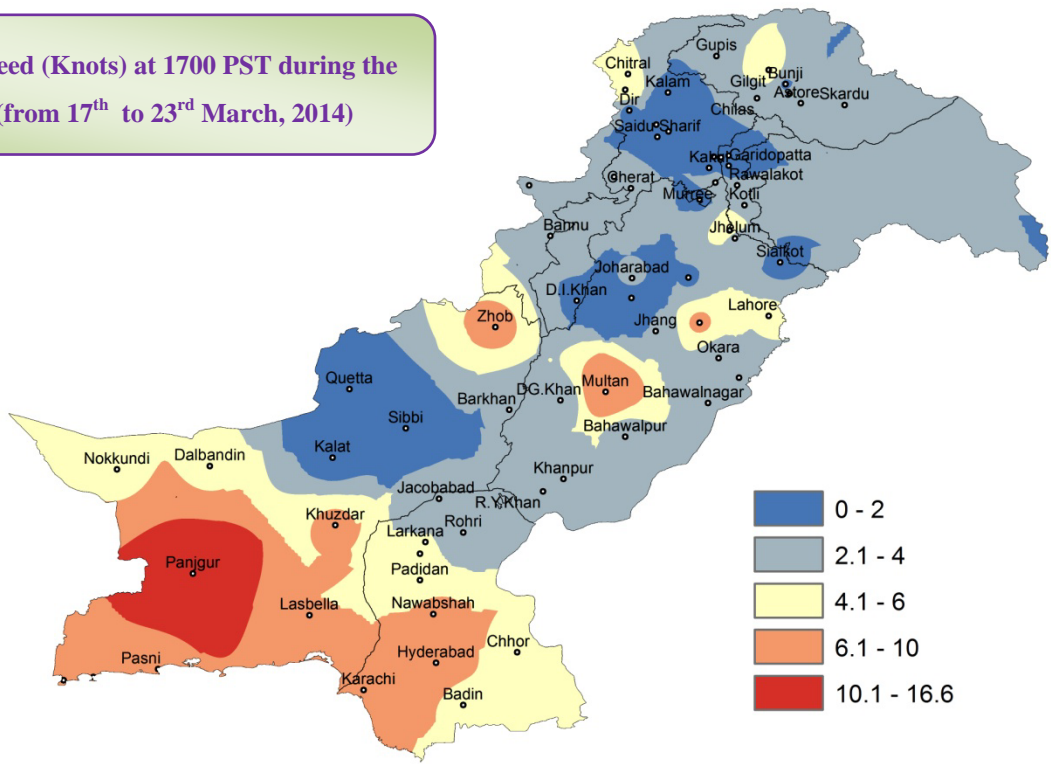 eed (Knots) at 1700 PST during the
(from 17th to 23rd March, 2014)
Gupis
Chitral
Bunji
Gilgit
Kalam
Astore Skardu
Dir
Chilas
Saidu Sharif
Garidopatta
Cherat
Rawalakot
Murree
Kotli
Bannu
Jhelum
Sialkot
Joharabad
D.I.Khan
Lahore
Zhob
Jhang
Okara
Quetta
DG.Khan
Multan
Barkhan
Bahawalnagar
Sibbi
Bahawalpur
Kalat
Nokkundi
Dalbandin
Khanpur
Jacobabad
R.Y.Khan
Khuzdar
Larkana
Rohri
Panjgur
Padidan
Lasbella
Nawabshah
Chhor
Pasni
Hyderabad
Karachi
Badin
0 - 2
2.1 - 4
4.1 - 6
6.1 - 10
10.1 - 16.6